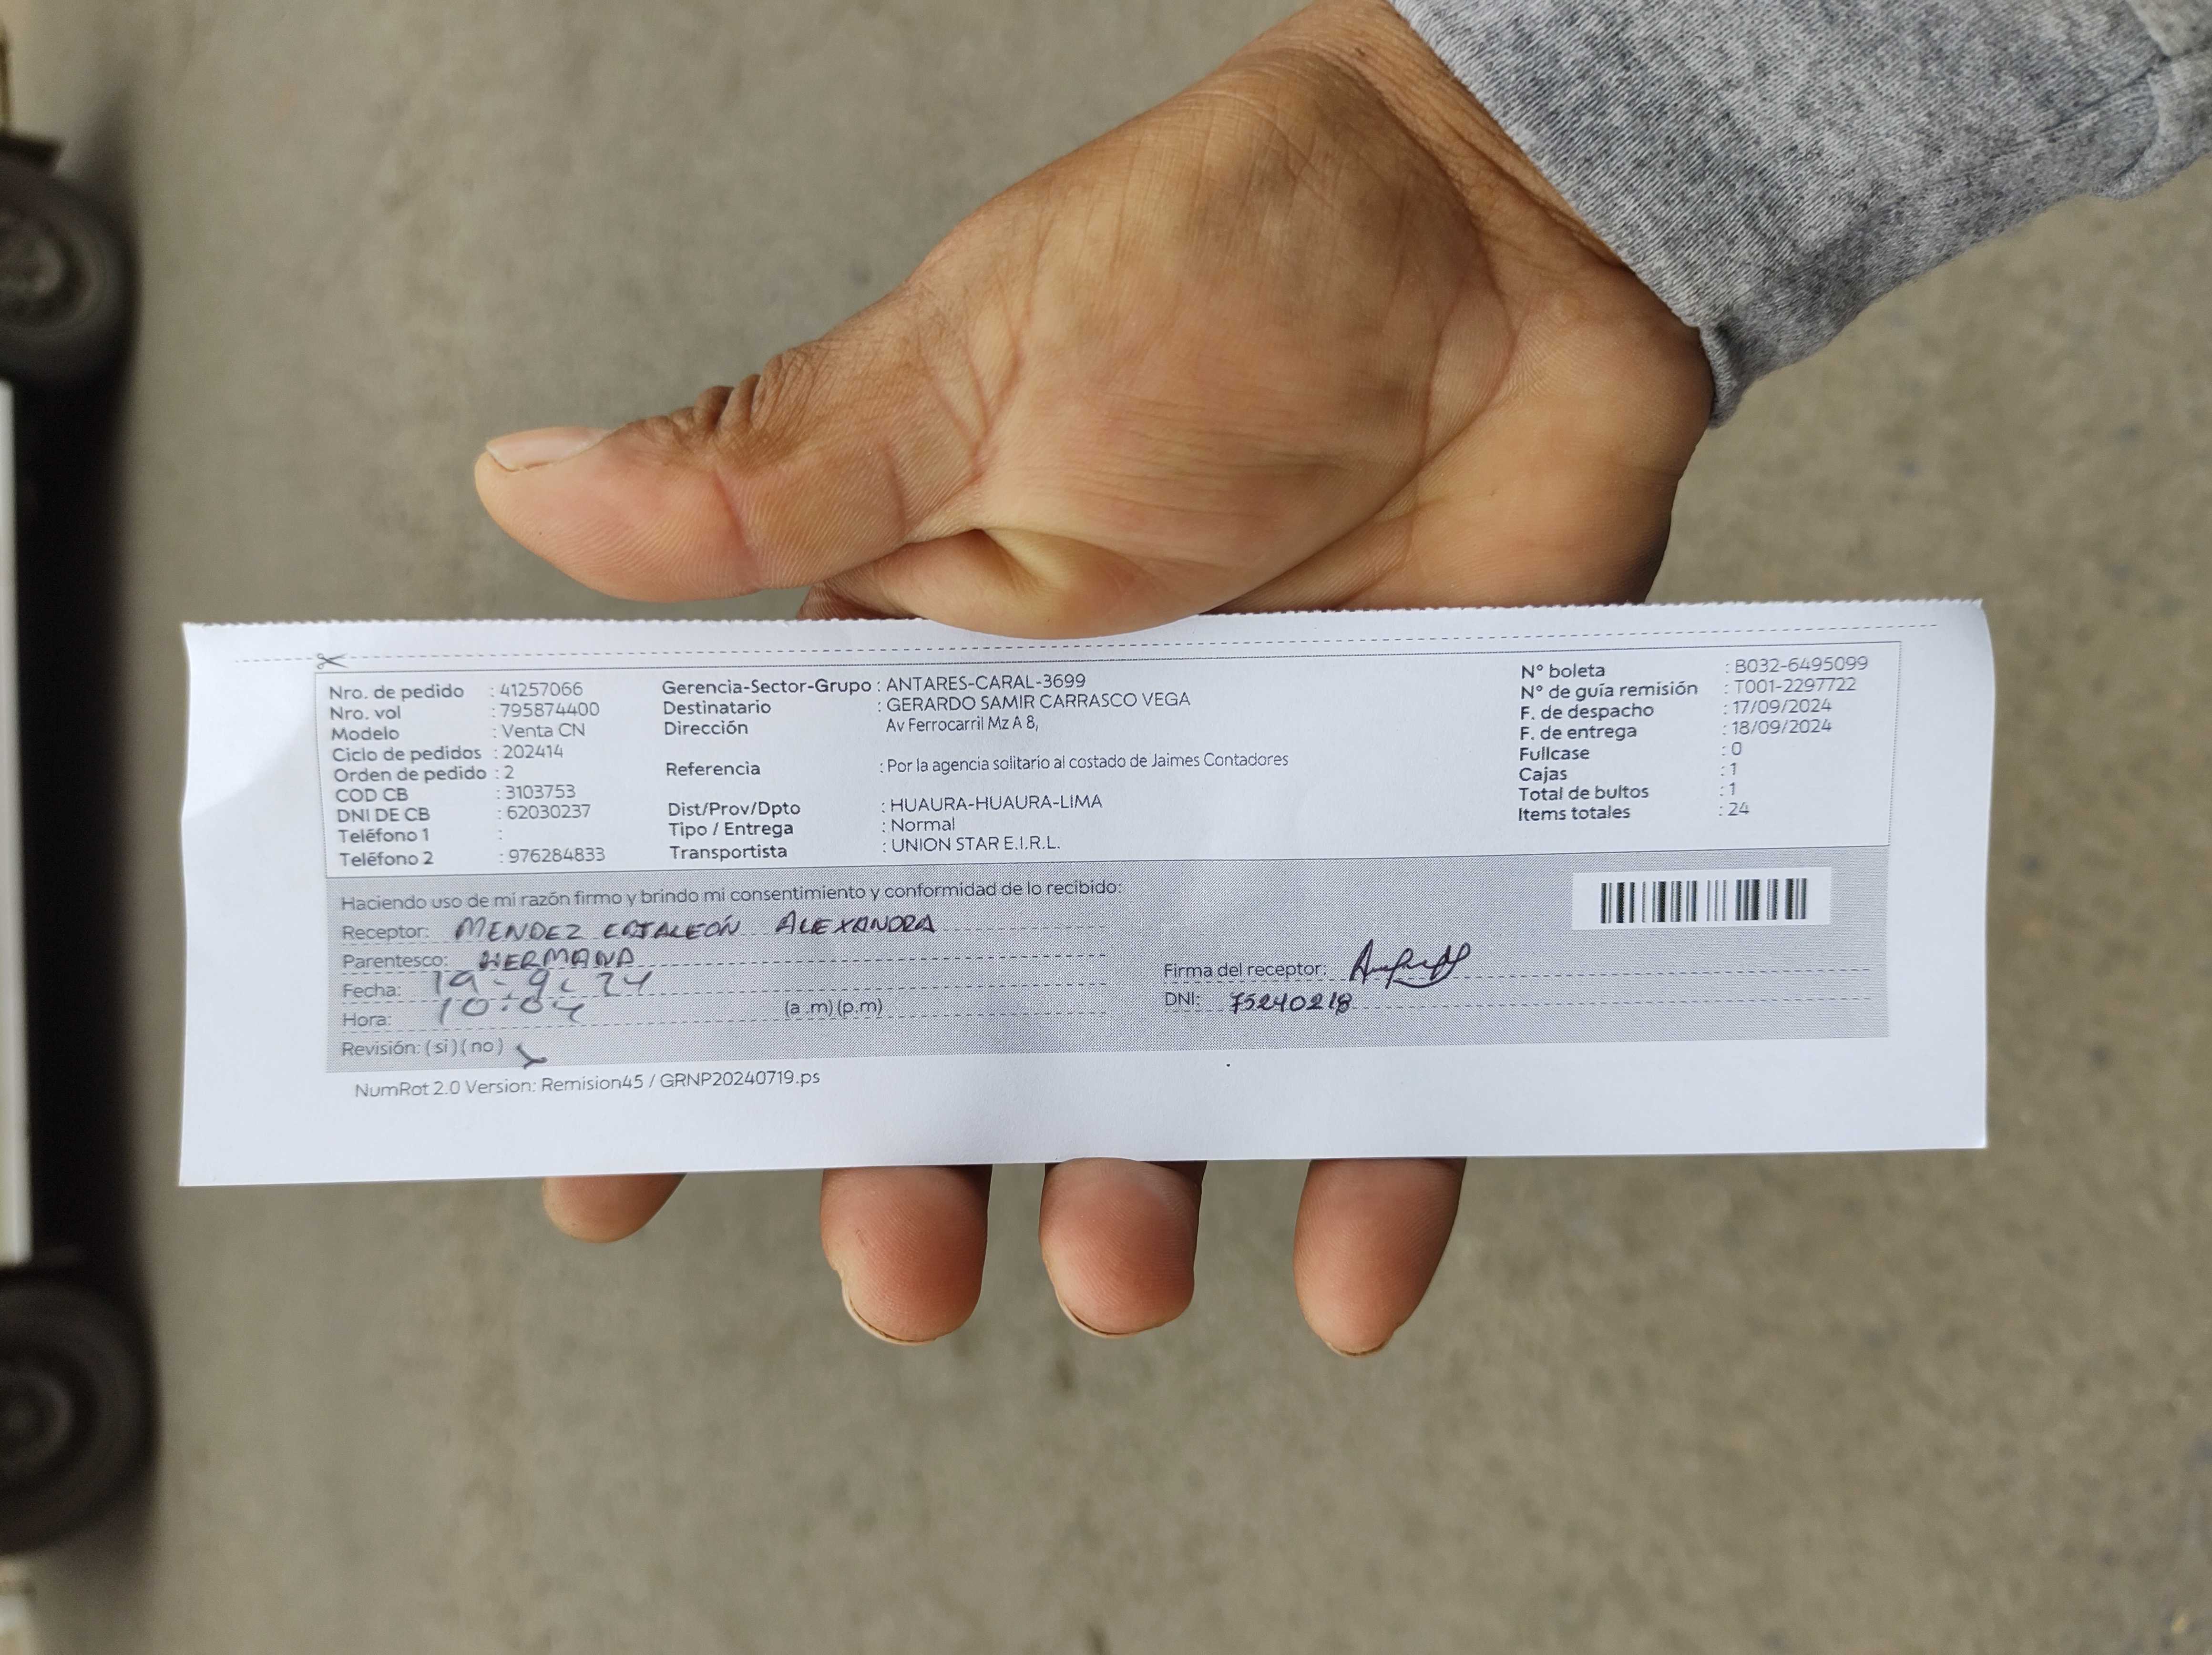 Nro. de pedido : 41257066
Nro. vol : 795874400
Modelo : Venta CN
Ciclo de pedidos : 202414
Orden de pedido : 2
COD CB : 3103753
DNI DE CB : 62030237
Teléfono 1 :
Teléfono 2 : 976284833
Gerencia-Sector-Grupo : ANTARES-CARAL-3699
Destinatario : GERARDO SAMIR CARRASCO VEGA
Dirección Av Ferrocarril Mz A 8,
Referencia : Por la agencia solitario al costado de Jaimes Contadores
Dist/Prov/Dpto : HUAURA-HUAURA-LIMA
Tipo / Entrega : Normal
Transportista : UNION STAR E.I.R.L.
N° boleta : B032-6495099
N° de guía remisión : T001-2297722
F. de despacho : 17/09/2024
F. de entrega : 18/09/2024
Fullcase : 0
Cajas : 1
Total de bultos : 1
Items totales : 24
Haciendo uso de mi razón firmo y brindo mi consentimiento y conformidad de lo recibido:
Receptor: MENDEZ ALEXANDRA
Parentesco: HERMANA
Fecha: 19-9-24
Hora: 10:04 (a .m) (p.m)
Revisión: ( si ) ( no )
Firma del receptor:
DNI: 75240218
NumRot 2.0 Version: Remision45 / GRNP20240719.ps